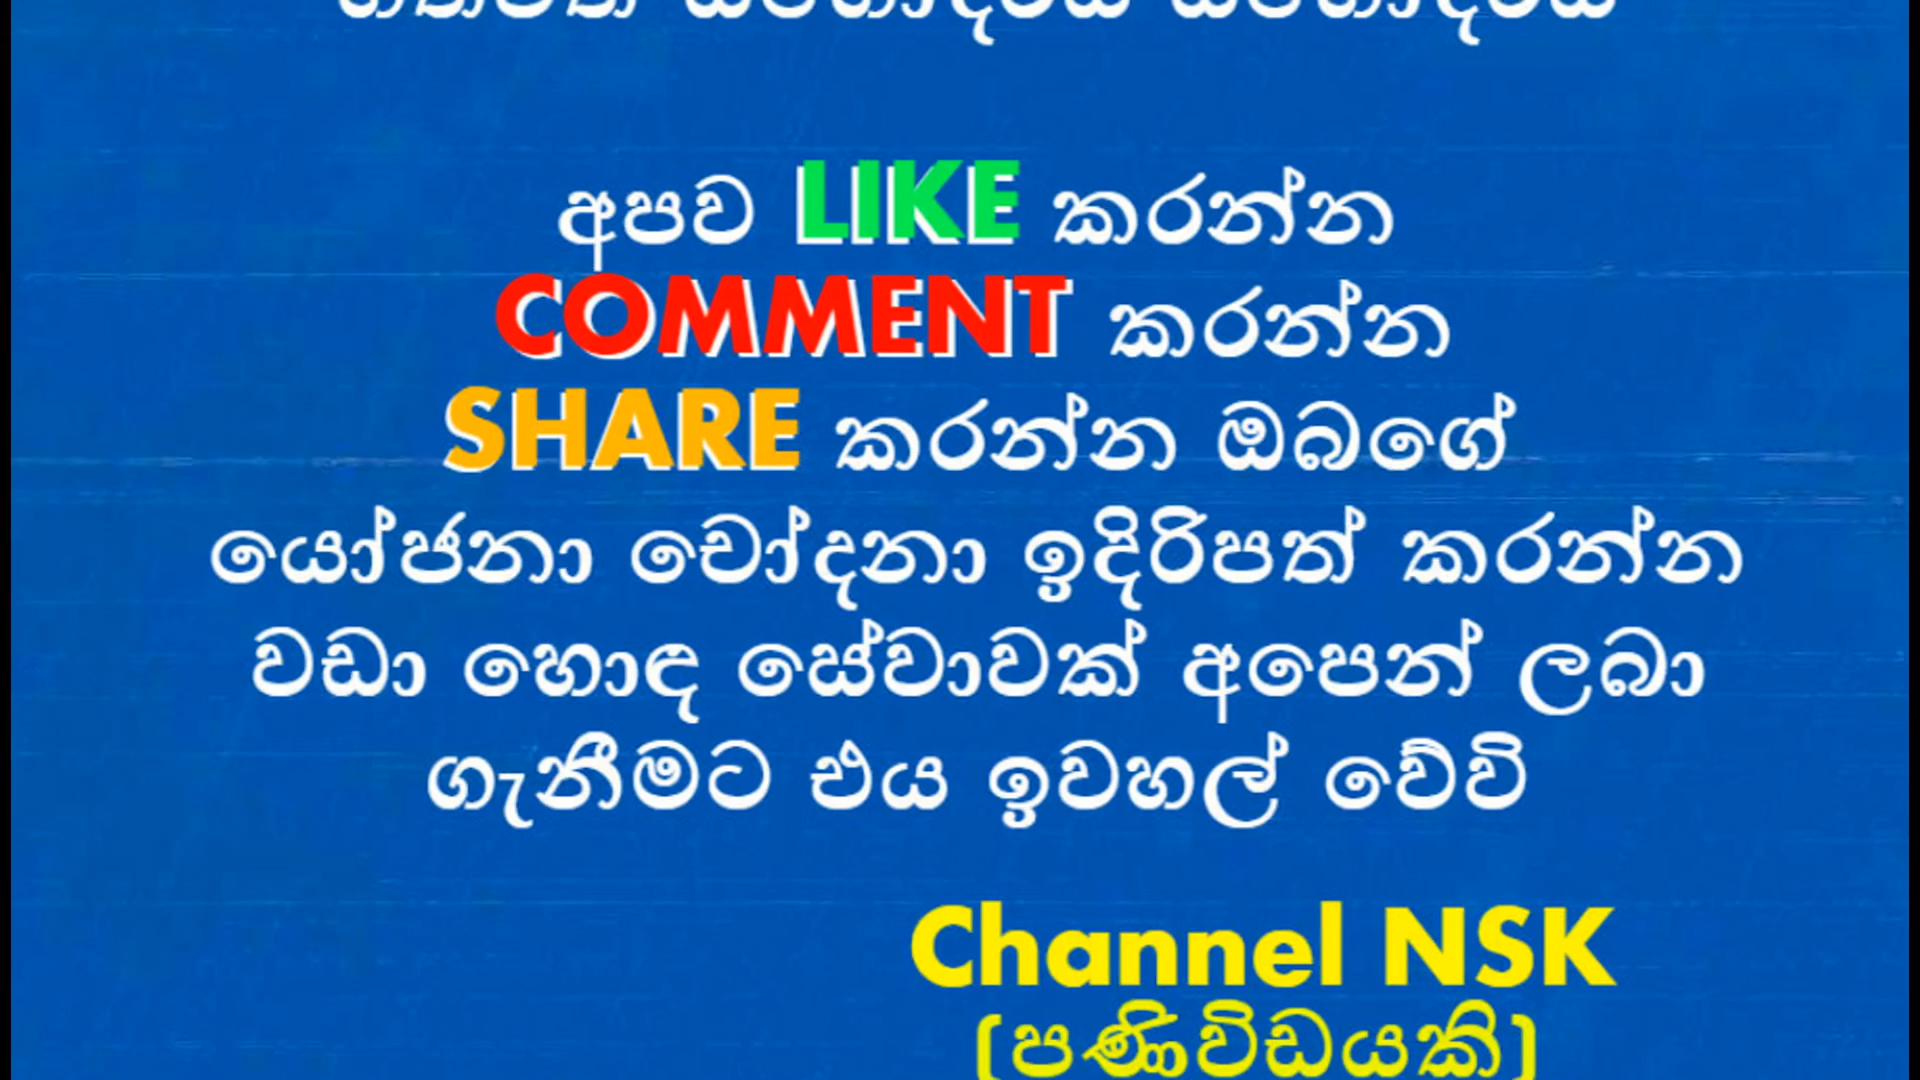 අපව LIKE කරන්න
COMMENT කරන්න
SHARE කරන්න ඔබගේ
යෝජනා චෝදනා ඉදිරිපත් කරන්න
වඩා හොඳ සේවාවක් අපෙන් ලබා
ගැනීමට එය ඉවහල් වේවි
Channel NSK
(පණිවිඩයකි)